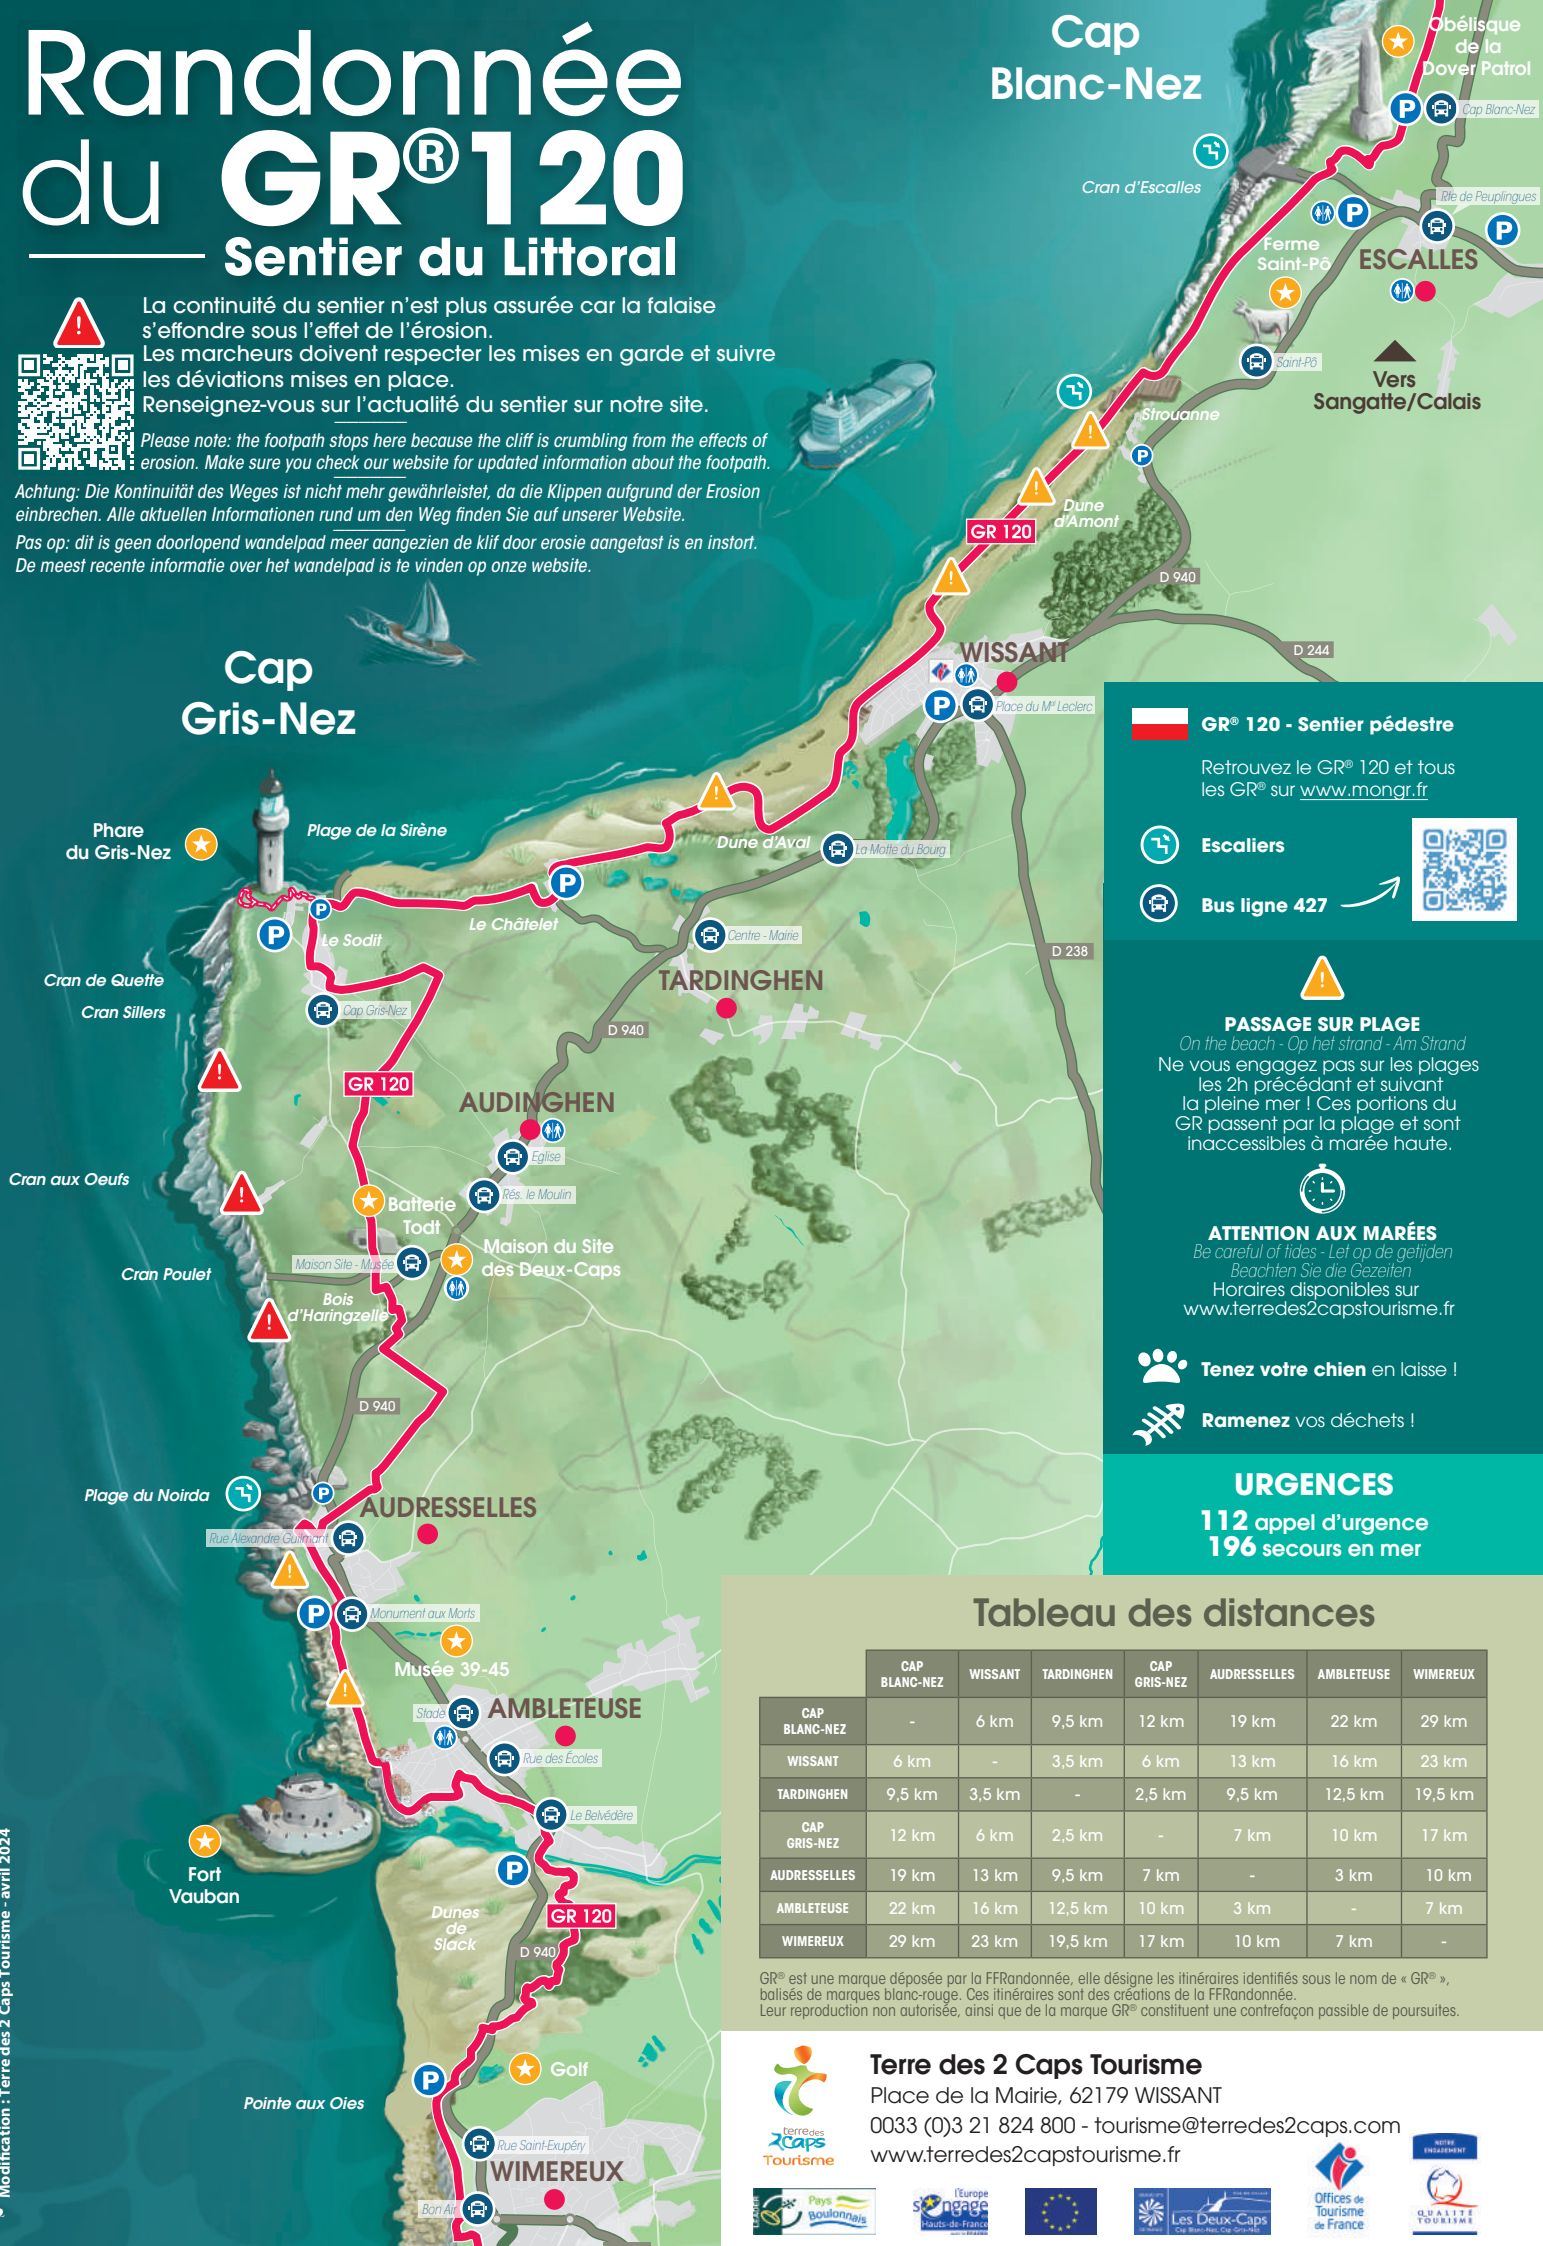 Randonnée
du GR®120
Sentier du Littoral
La continuité du sentier n'est plus assurée car la falaise
s'effondre sous l'effet de l'érosion.
Les marcheurs doivent respecter les mises en garde et suivre
les déviations mises en place.
Renseignez-vous sur l'actualité du sentier sur notre site.
Please note: the footpath stops here because the cliff is crumbling from the effects of
erosion. Make sure you check our website for updated information about the footpath.
Achtung: Die Kontinuität des Weges ist nicht mehr gewährleistet, da die Klippen aufgrund der Erosion
einbrechen. Alle aktuellen Informationen rund um den Weg finden Sie auf unserer Website.
Pas op: dit is geen doorlopend wandelpad meer aangezien de klif door erosie aangetast is en instort.
De meest recente informatie over het wandelpad is te vinden op onze website.
Cap
Blanc-Nez
Obélisque
de la
Dover Patrol
P
Cap Blanc-Nez
Cran d'Escalles
Rte de Peuplingues
P
P
Ferme
Saint-Pô
ESCALLES
Saint-Pô
Vers
Sangatte/Calais
Strouanne
P
Dune
d'Amont
GR 120
D 940
WISSANT
D 244
P
Place du Mal Leclerc
Cap
Gris-Nez
Phare
du Gris-Nez
Plage de la Sirène
Dune d'Aval
La Motte du Bourg
P
P
P
Le Châtelet
Le Sodit
Centre - Mairie
D 238
TARDINGHEN
Cran de Quette
Cran Sillers
Cap Gris-Nez
D 940
GR 120
AUDINGHEN
Eglise
Cran aux Oeufs
Rés. le Moulin
Batterie
Todt
Maison du Site
des Deux-Caps
Maison Site - Musée
Cran Poulet
Bois
d'Haringzelle
D 940
Plage du Noirda
P
AUDRESSELLES
Rue Alexandre Guilmant
P
Monument aux Morts
Musée 39-45
Stade
AMBLETEUSE
Rue des Écoles
Le Belvédère
Fort
Vauban
P
Dunes
de
Slack
GR 120
D 940
Golf
P
Pointe aux Oies
Rue Saint-Exupéry
WIMEREUX
Bon Air
Modification : Terre des 2 Caps Tourisme - avril 2024
GR® 120 - Sentier pédestre
Retrouvez le GR® 120 et tous
les GR® sur www.mongr.fr
Escaliers
Bus ligne 427
PASSAGE SUR PLAGE
On the beach - Op het strand - Am Strand
Ne vous engagez pas sur les plages
les 2h précédant et suivant
la pleine mer ! Ces portions du
GR passent par la plage et sont
inaccessibles à marée haute.
ATTENTION AUX MARÉES
Be careful of tides - Let op de getijden
Beachten Sie die Gezeiten
Horaires disponibles sur
www.terredes2capstourisme.fr
Tenez votre chien en laisse !
Ramenez vos déchets !
URGENCES
112 appel d'urgence
196 secours en mer
Tableau des distances
CAP BLANC-NEZ WISSANT TARDINGHEN CAP GRIS-NEZ AUDRESSELLES AMBLETEUSE WIMEREUX
CAP BLANC-NEZ - 6 km 9,5 km 12 km 19 km 22 km 29 km
WISSANT 6 km - 3,5 km 6 km 13 km 16 km 23 km
TARDINGHEN 9,5 km 3,5 km - 2,5 km 9,5 km 12,5 km 19,5 km
CAP GRIS-NEZ 12 km 6 km 2,5 km - 7 km 10 km 17 km
AUDRESSELLES 19 km 13 km 9,5 km 7 km - 3 km 10 km
AMBLETEUSE 22 km 16 km 12,5 km 10 km 3 km - 7 km
WIMEREUX 29 km 23 km 19,5 km 17 km 10 km 7 km -
GR® est une marque déposée par la FFRandonnée, elle désigne les itinéraires identifiés sous le nom de « GR® »,
balisés de marques blanc-rouge. Ces itinéraires sont des créations de la FFRandonnée.
Leur reproduction non autorisée, ainsi que de la marque GR® constituent une contrefaçon passible de poursuites.
terre des
2caps
Tourisme
Terre des 2 Caps Tourisme
Place de la Mairie, 62179 WISSANT
0033 (0)3 21 824 800 - tourisme@terredes2caps.com
www.terredes2capstourisme.fr
LEADER
Pays
Boulonnais
l'Europe
s'engage
Hauts-de-France
Les Deux-Caps
Cap Blanc-Nez, Cap Gris-Nez
Offices de
Tourisme
de France
NOTRE
ENGAGEMENT
QUALITÉ
TOURISME